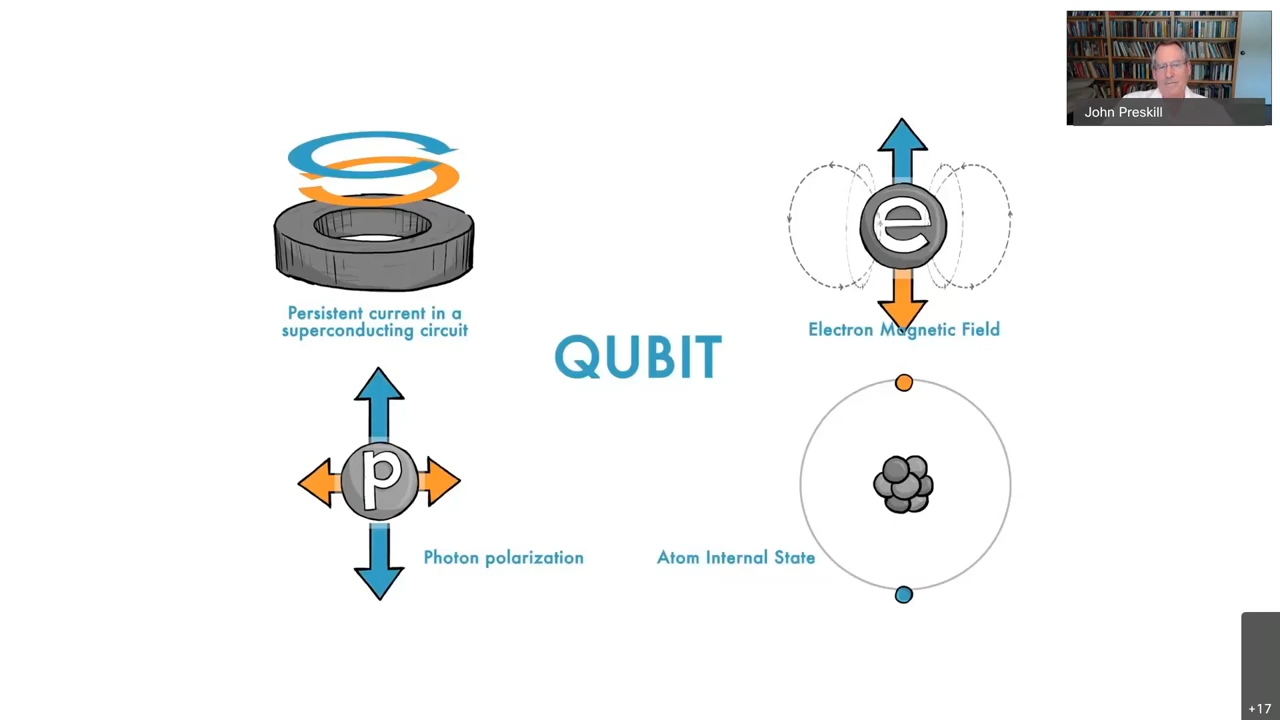 John Preskill
e
Persistent current in a
superconducting circuit
Electron Magnetic Field
QUBIT
p
Photon polarization
Atom Internal State
+17